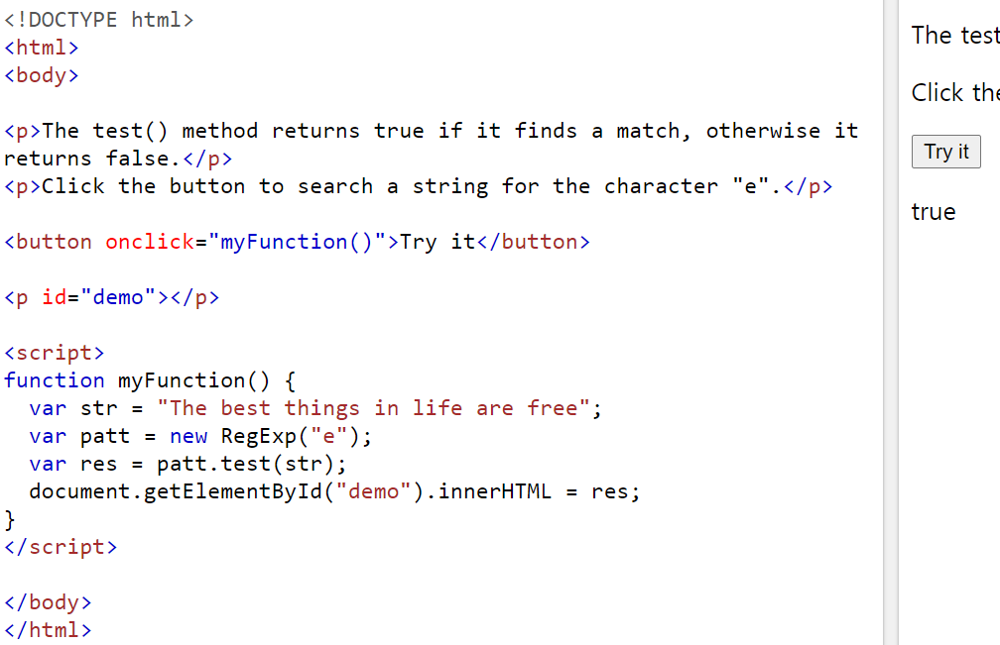 <!DOCTYPE html>
<html>
<body>
<p>The test() method returns true if it finds a match, otherwise it
returns false.</p>
<p>Click the button to search a string for the character "e".</p>
<button onclick="myFunction()">Try it</button>
<p id="demo"></p>
<script>
function myFunction() {
  var str = "The best things in life are free";
  var patt = new RegExp("e");
  var res = patt.test(str);
  document.getElementById("demo").innerHTML = res;
}
</script>
</body>
</html>
The test
Click the
Try it
true